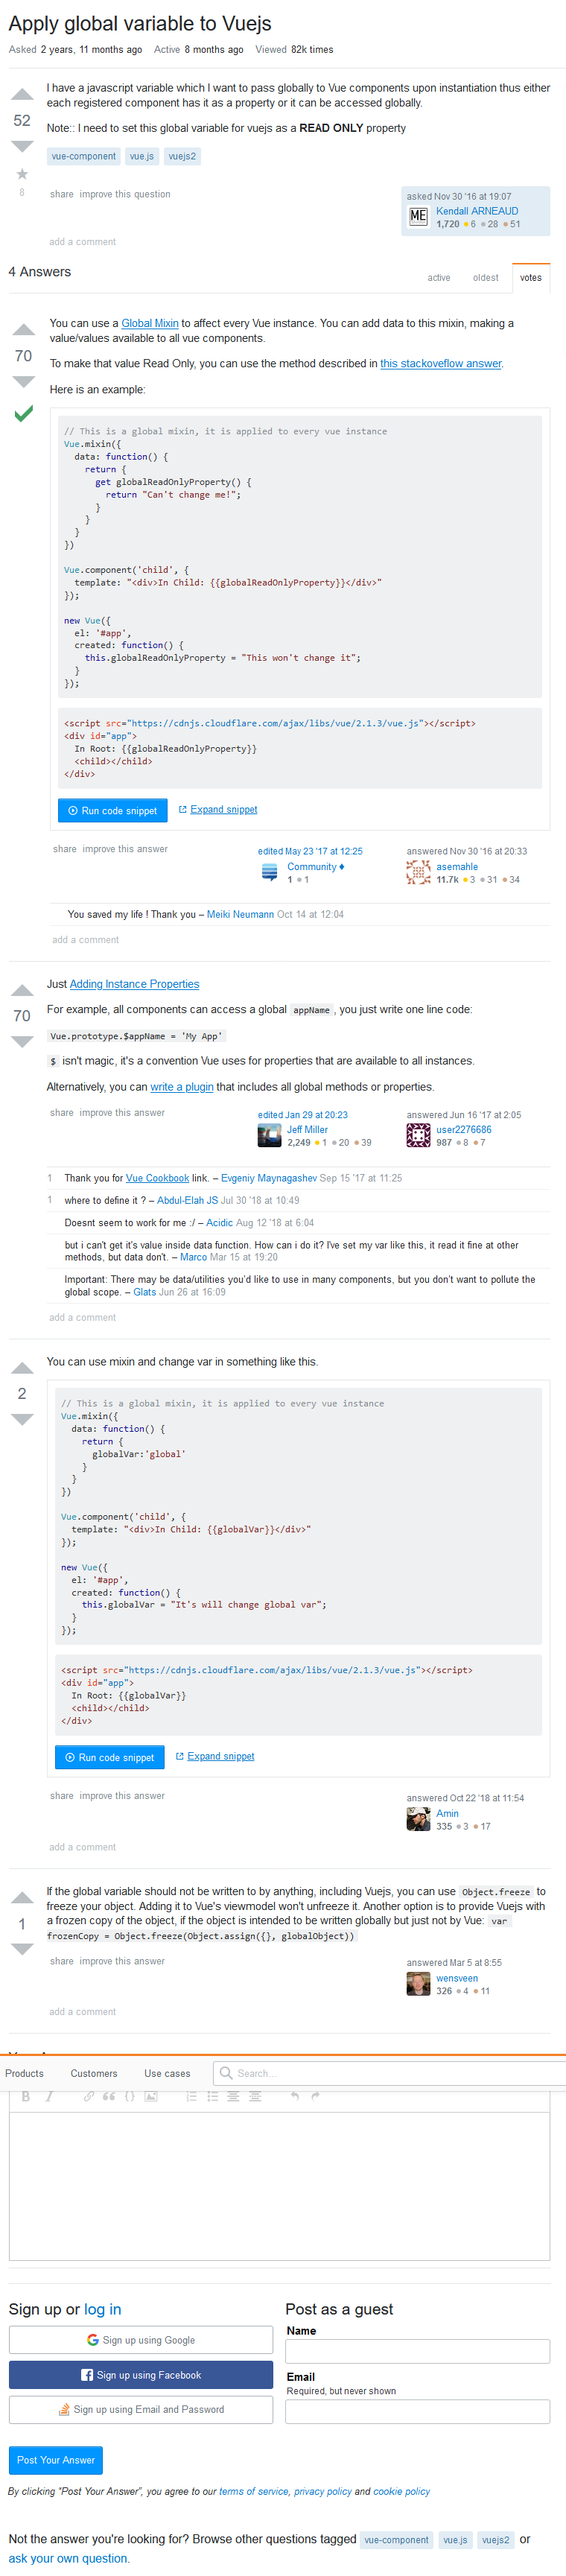 Apply global variable to Vuejs
Asked 2 years, 11 months ago Active 8 months ago Viewed 82k times
52
8
I have a javascript variable which I want to pass globally to Vue components upon instantiation thus either
each registered component has it as a property or it can be accessed globally.
Note:: I need to set this global variable for vuejs as a READ ONLY property
vue-component vue.js vuejs2
share improve this question
asked Nov 30 '16 at 19:07
ME
Kendall ARNEAUD
1,720 6 28 51
add a comment
4 Answers
active oldest votes
70
You can use a Global Mixin to affect every Vue instance. You can add data to this mixin, making a
value/values available to all vue components.
To make that value Read Only, you can use the method described in this stackoveflow answer.
Here is an example:
// This is a global mixin, it is applied to every vue instance
Vue.mixin({
  data: function() {
    return {
      get globalReadOnlyProperty() {
        return "Can't change me!";
      }
    }
  }
})
Vue.component('child', {
  template: "<div>In Child: {{globalReadOnlyProperty}}</div>"
});
new Vue({
  el: '#app',
  created: function() {
    this.globalReadOnlyProperty = "This won't change it";
  }
});
<script src="https://cdnjs.cloudflare.com/ajax/libs/vue/2.1.3/vue.js"></script>
<div id="app">
  In Root: {{globalReadOnlyProperty}}
  <child></child>
</div>
Run code snippet Expand snippet
share improve this answer
edited May 23 '17 at 12:25
Community ♦
1 1
answered Nov 30 '16 at 20:33
asemahle
11.7k 3 31 34
You saved my life ! Thank you – Meiki Neumann Oct 14 at 12:04
add a comment
70
Just Adding Instance Properties
For example, all components can access a global appName, you just write one line code:
Vue.prototype.$appName = 'My App'
$ isn't magic, it's a convention Vue uses for properties that are available to all instances.
Alternatively, you can write a plugin that includes all global methods or properties.
share improve this answer
edited Jan 29 at 20:23
Jeff Miller
2,249 1 20 39
answered Jun 16 '17 at 2:05
user2276686
987 8 7
1 Thank you for Vue Cookbook link. – Evgeniy Maynagashev Sep 15 '17 at 11:25
1 where to define it ? – Abdul-Elah JS Jul 30 '18 at 10:49
Doesnt seem to work for me :/ – Acidic Aug 12 '18 at 6:04
but i can't get it's value inside data function. How can i do it? I've set my var like this, it read it fine at other
methods, but data don't. – Marco Mar 15 at 19:20
Important: There may be data/utilities you'd like to use in many components, but you don't want to pollute the
global scope. – Glats Jun 26 at 16:09
add a comment
2
You can use mixin and change var in something like this.
// This is a global mixin, it is applied to every vue instance
Vue.mixin({
  data: function() {
    return {
      globalVar:'global'
    }
  }
})
Vue.component('child', {
  template: "<div>In Child: {{globalVar}}</div>"
});
new Vue({
  el: '#app',
  created: function() {
    this.globalVar = "It's will change global var";
  }
});
<script src="https://cdnjs.cloudflare.com/ajax/libs/vue/2.1.3/vue.js"></script>
<div id="app">
  In Root: {{globalVar}}
  <child></child>
</div>
Run code snippet Expand snippet
share improve this answer
answered Oct 22 '18 at 11:54
Amin
335 3 17
add a comment
1
If the global variable should not be written to by anything, including Vuejs, you can use Object.freeze to
freeze your object. Adding it to Vue's viewmodel won't unfreeze it. Another option is to provide Vuejs with
a frozen copy of the object, if the object is intended to be written globally but just not by Vue: var
frozenCopy = Object.freeze(Object.assign({}, globalObject))
share improve this answer
answered Mar 5 at 8:55
wensveen
326 4 11
add a comment
Products Customers Use cases Search…
B I {}
Sign up or log in
Sign up using Google
Sign up using Facebook
Sign up using Email and Password
Post as a guest
Name
Email
Required, but never shown
Post Your Answer
By clicking “Post Your Answer”, you agree to our terms of service, privacy policy and cookie policy
Not the answer you're looking for? Browse other questions tagged vue-component vue.js vuejs2 or
ask your own question.